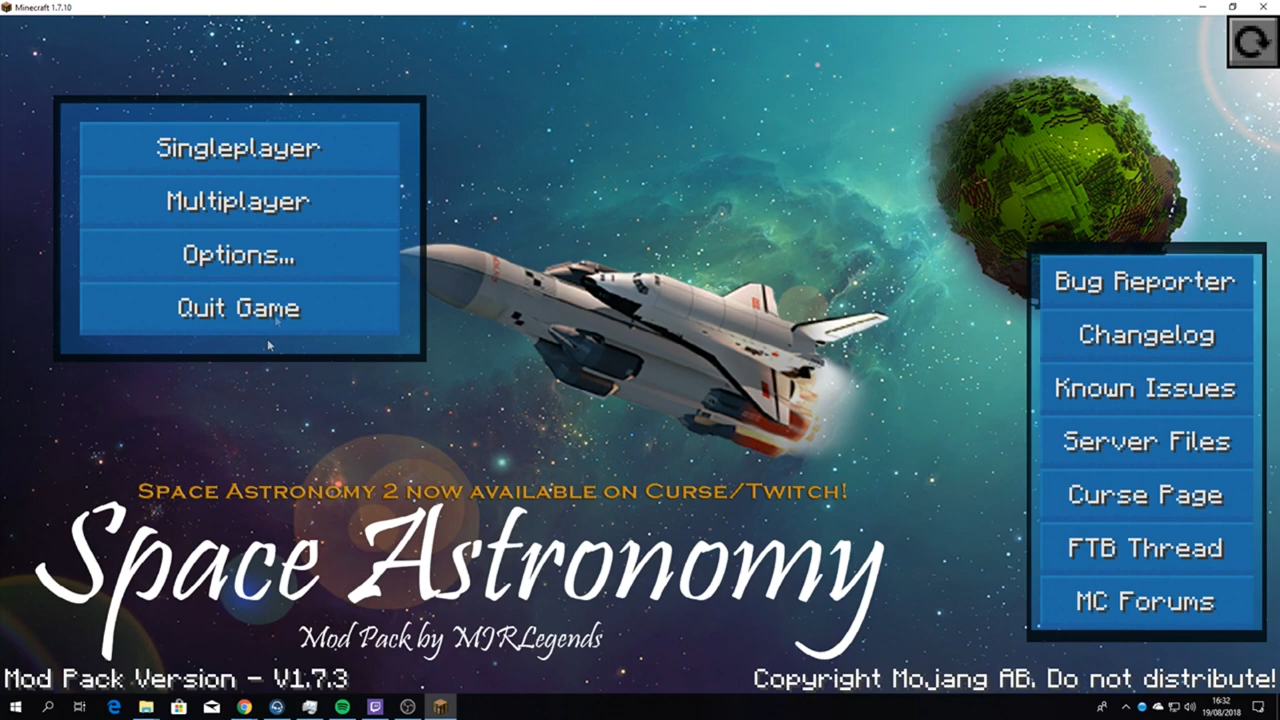 Minecraft 1.7.10
Singleplayer
Multiplayer
Options...
Quit Game
Bug Reporter
Changelog
Known Issues
Server Files
Curse Page
FTB Thread
MC Forums
Space Astronomy 2 now available on Curse/Twitch!
Space Astronomy
Mod Pack by MJRLegends
Mod Pack Version - V1.7.3
Copyright Mojang AB. Do not distribute!
16:32
19/08/2018